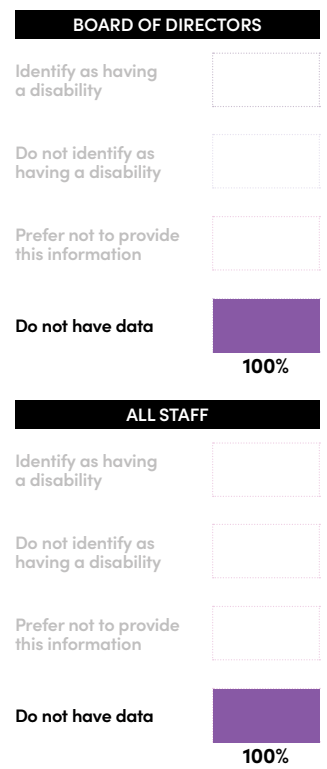 BOARD OF DIRECTORS
Identify as having
a disability
Do not identify as
having a disability
Prefer not to provide
this information
Do not have data
100%
ALL STAFF
Identify as having
a disability
Do not identify as
having a disability
Prefer not to provide
this information
Do not have data
100%